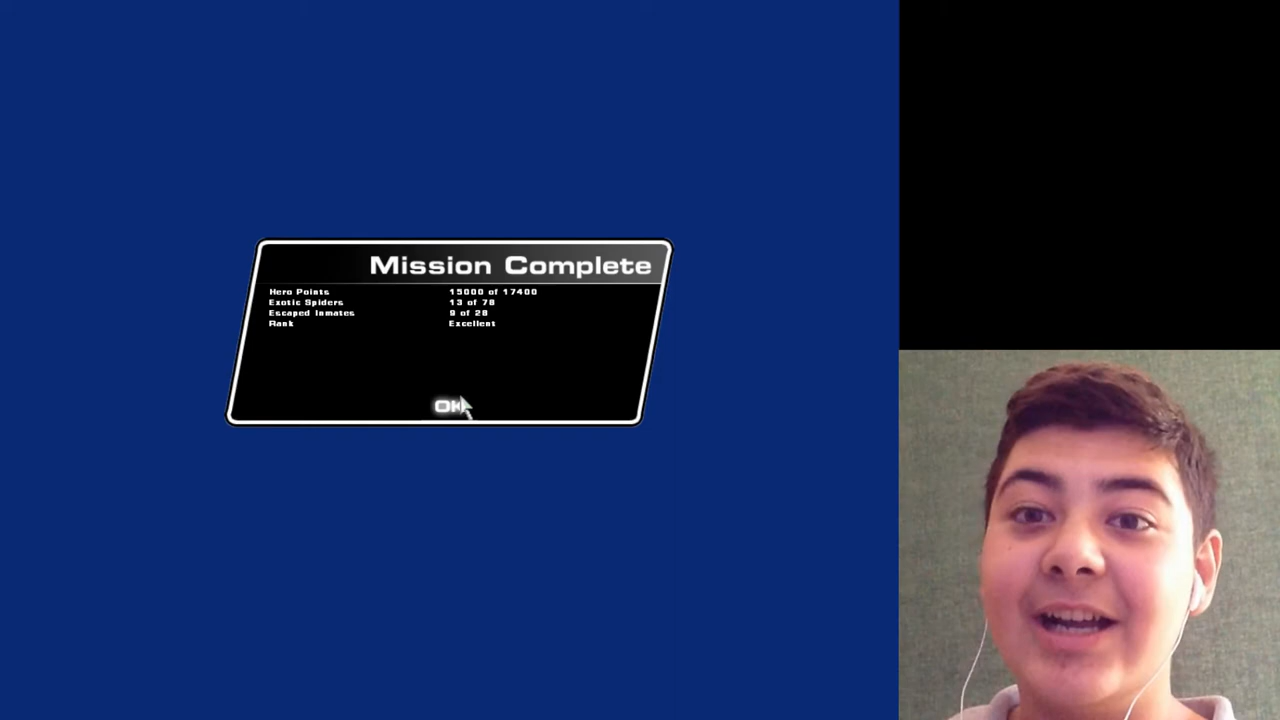 Mission Complete
Hero Points 15000 of 17400
Exotic Spiders 13 of 78
Escaped Inmates 9 of 28
Rank Excellent
OK